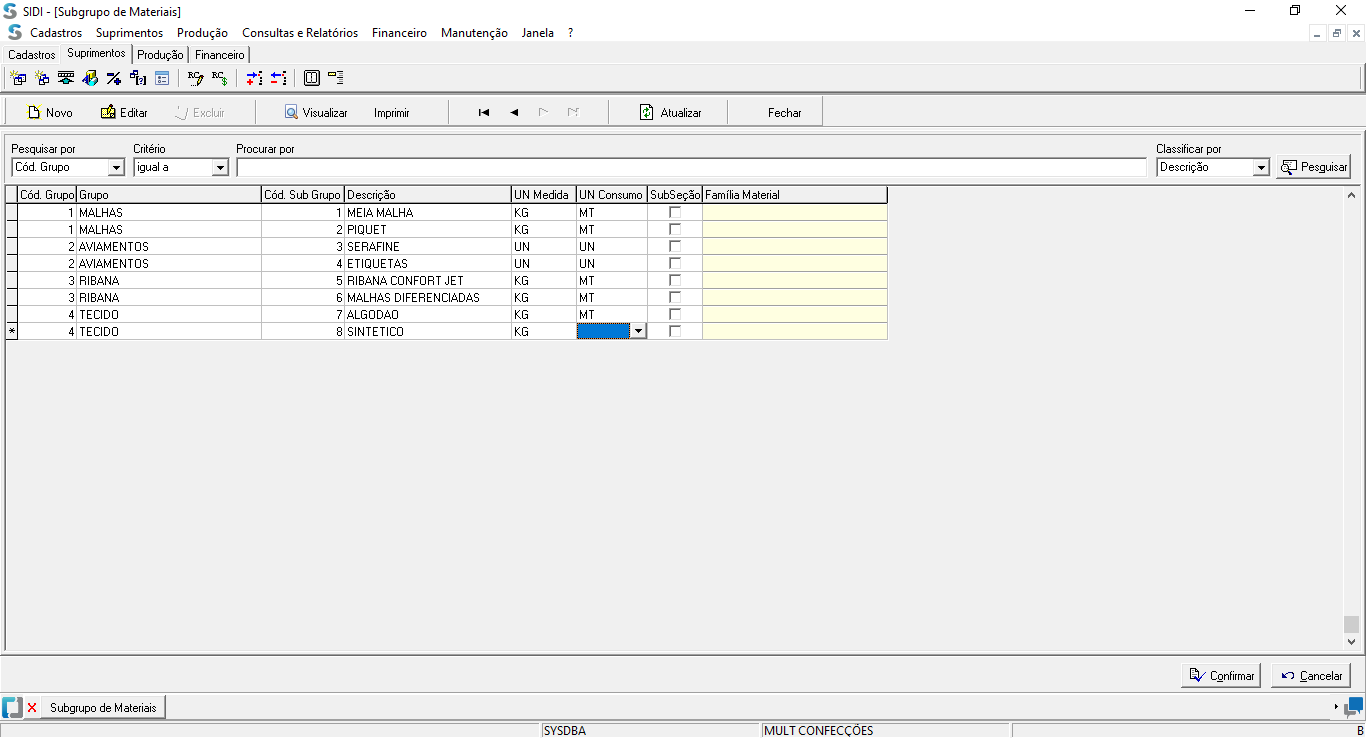 SIDI - [Subgrupo de Materiais]
Cadastros Suprimentos Produção Consultas e Relatórios Financeiro Manutenção Janela ?
Cadastros Suprimentos Produção Financeiro
Novo Editar Excluir Visualizar Imprimir Atualizar Fechar
Pesquisar por Critério Procurar por Classificar por
Cód. Grupo igual a Descrição Pesquisar
Cód. Grupo Grupo Cód. Sub Grupo Descrição UN Medida UN Consumo SubSeção Família Material
1 MALHAS 1 MEIA MALHA KG MT
1 MALHAS 2 PIQUET KG MT
2 AVIAMENTOS 3 SERAFINE UN UN
2 AVIAMENTOS 4 ETIQUETAS UN UN
3 RIBANA 5 RIBANA CONFORT JET KG MT
3 RIBANA 6 MALHAS DIFERENCIADAS KG MT
4 TECIDO 7 ALGODAO KG MT
* 4 TECIDO 8 SINTETICO KG
Confirmar Cancelar
Subgrupo de Materiais
SYSDBA MULT CONFECÇÕES B